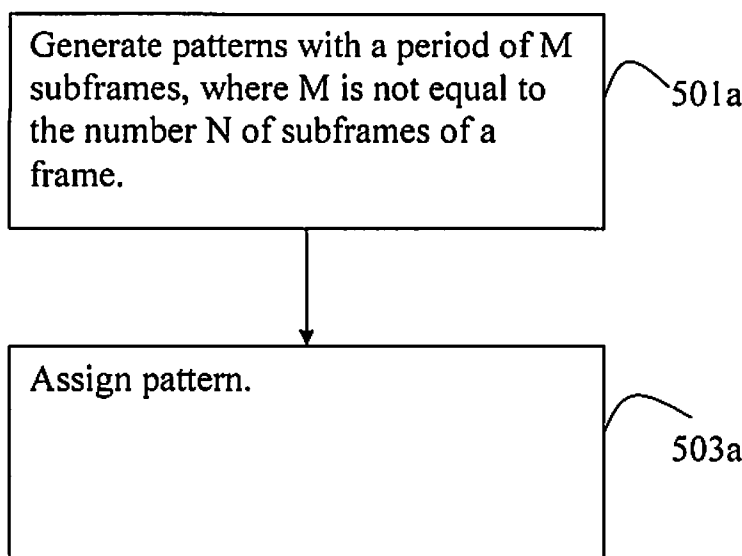 Generate patterns with a period of M
subframes, where M is not equal to
the number N of subframes of a
frame.
501a
Assign pattern.
503a